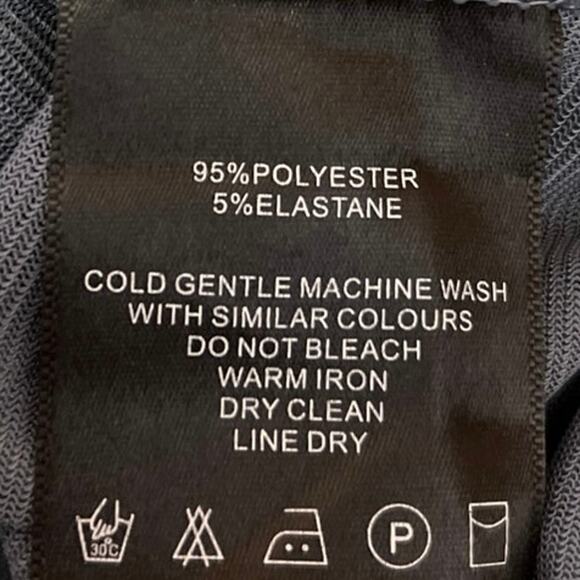 95%POLYESTER
5%ELASTANE
COLD GENTLE MACHINE WASH
WITH SIMILAR COLOURS
DO NOT BLEACH
WARM IRON
DRY CLEAN
LINE DRY
30°C P